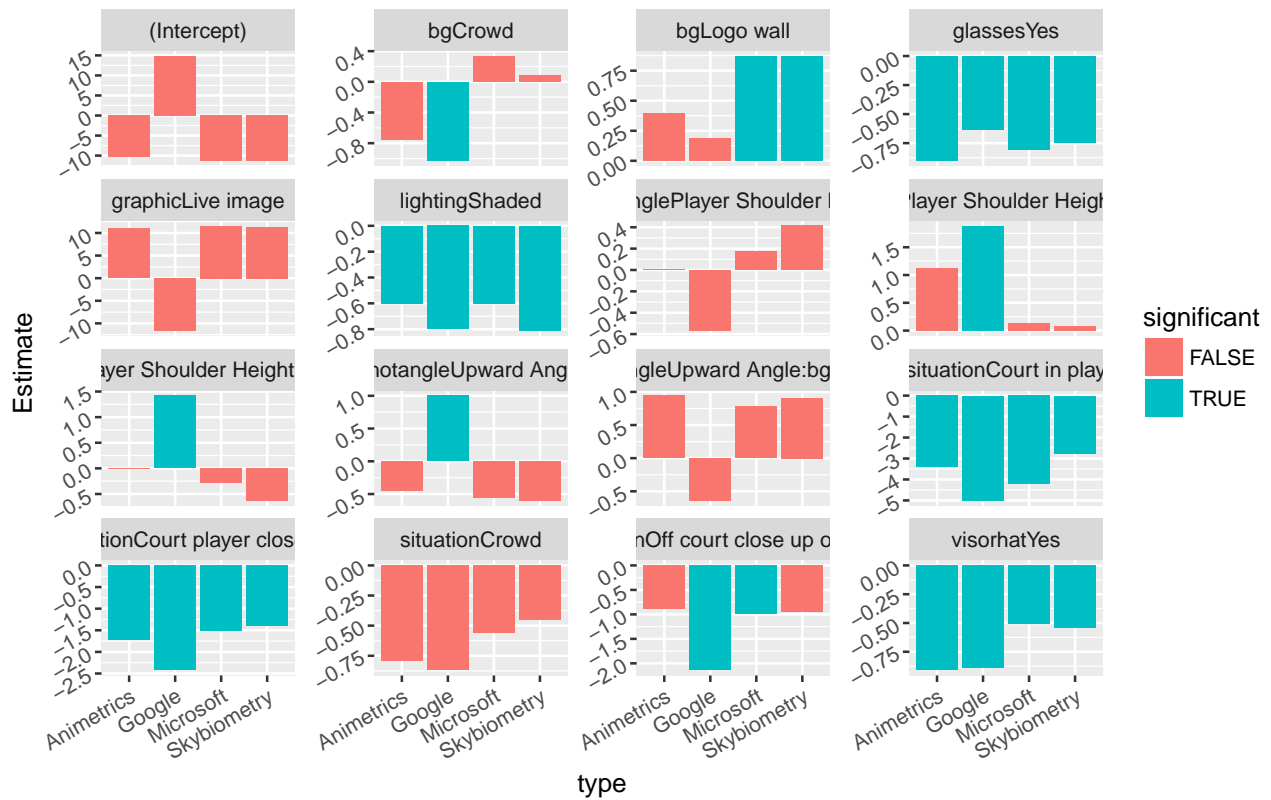 (Intercept)
bgCrowd
bgLogo wall
glassesYes
15
10
5
0
−5
−10
0.4
0.0
−0.4
−0.8
0.75
0.50
0.25
0.00
0.00
−0.25
−0.50
−0.75
graphicLive image
lightingShaded
nglePlayer Shoulder
Player Shoulder Heigh
10
5
0
−5
−10
0.0
−0.2
−0.4
−0.6
−0.8
0.4
0.2
0.0
−0.2
−0.4
−0.6
1.5
1.0
0.5
0.0
ayer Shoulder Height
notangleUpward Ang
ngleUpward Angle:bg
situationCourt in play
1.5
1.0
0.5
0.0
−0.5
1.0
0.5
0.0
−0.5
1.0
0.5
0.0
−0.5
0
−1
−2
−3
−4
−5
tionCourt player clos
situationCrowd
nOff court close up o
visorhatYes
0.0
−0.5
−1.0
−1.5
−2.0
−2.5
0.00
−0.25
−0.50
−0.75
0.0
−0.5
−1.0
−1.5
−2.0
0.00
−0.25
−0.50
−0.75
Animetrics
Google
Microsoft
Skybiometry
Animetrics
Google
Microsoft
Skybiometry
Animetrics
Google
Microsoft
Skybiometry
Animetrics
Google
Microsoft
Skybiometry
type
Estimate
significant
FALSE
TRUE